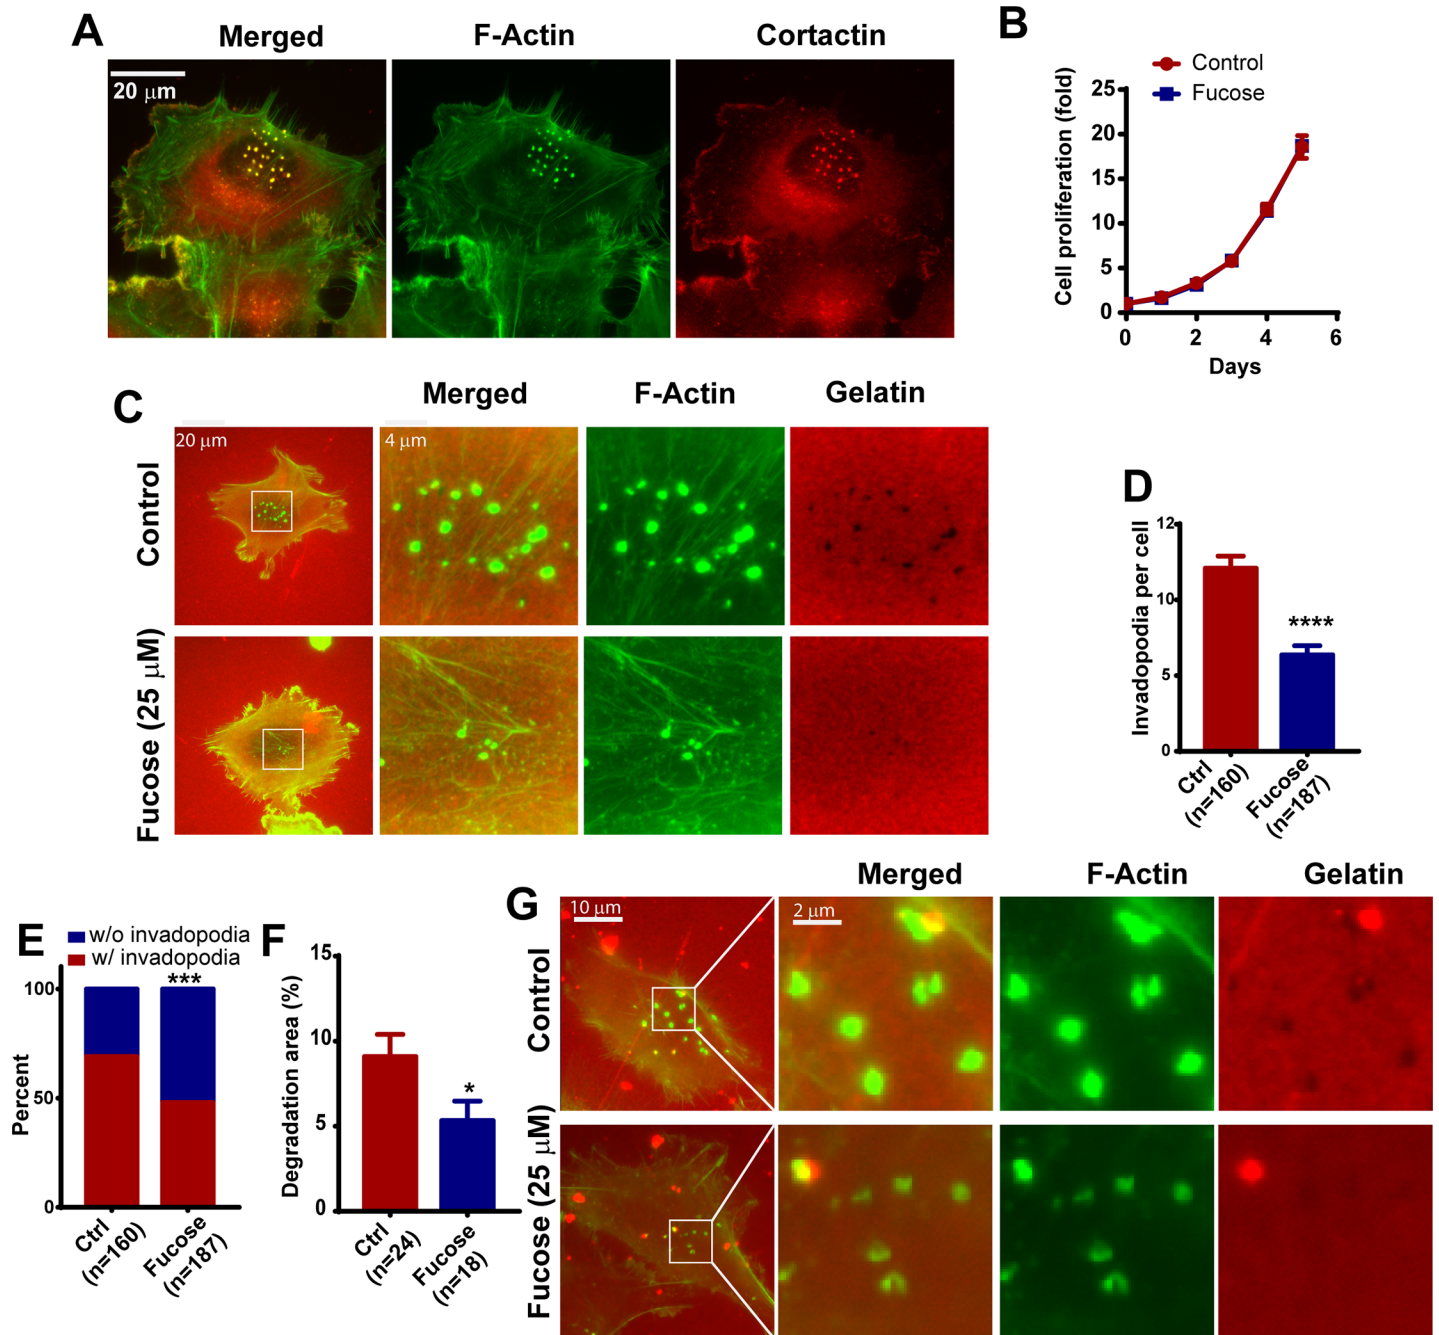 A
Merged
F-Actin
Cortactin
20 μm
B
Control
Fucose
Cell proliferation (fold)
25
20
15
10
5
0
0
2
4
6
Days
C
Merged
F-Actin
Gelatin
Control
20 μm
4 μm
Fucose (25 μM)
D
Invadopodia per cell
12
10
5
0
****
Ctrl
(n=160)
Fucose
(n=187)
E
w/o invadopodia
w/ invadopodia
***
Percent
100
50
0
Ctrl
(n=160)
Fucose
(n=187)
F
Degradation area (%)
15
10
5
0
*
Ctrl
(n=24)
Fucose
(n=18)
G
Merged
F-Actin
Gelatin
Control
10 μm
2 μm
Fucose (25 μM)